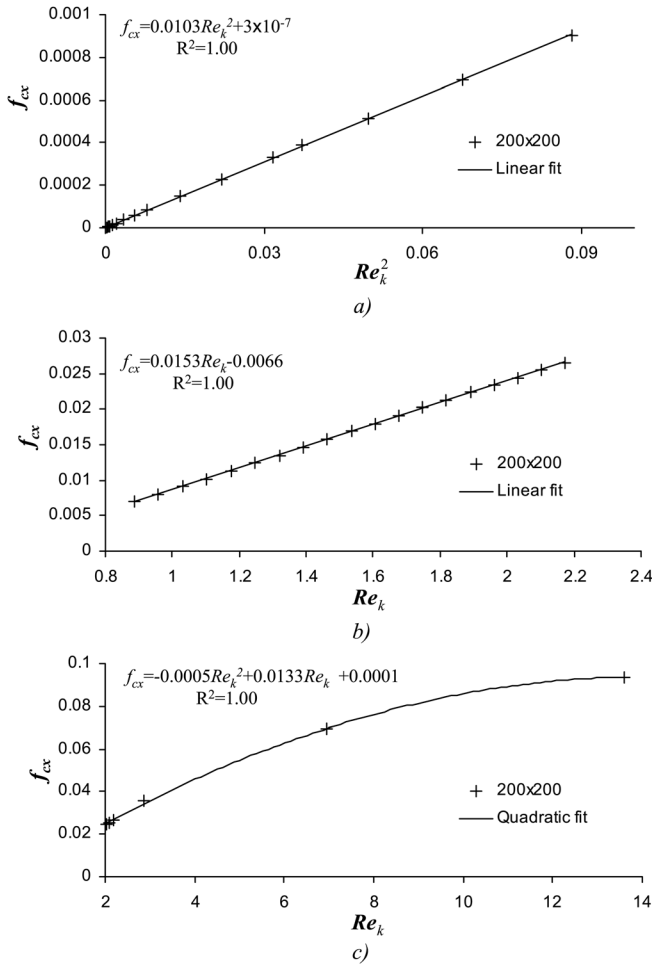 f_cx=0.0103Re_k^2+3x10^-7
R^2=1.00
0.001
0.0008
0.0006
0.0004
0.0002
0
f_cx
200x200
Linear fit
0 0.03 0.06 0.09
Re_k^2
a)
f_cx=0.0153Re_k-0.0066
R^2=1.00
0.03
0.025
0.02
0.015
0.01
0.005
0
f_cx
200x200
Linear fit
0.8 1 1.2 1.4 1.6 1.8 2 2.2 2.4
Re_k
b)
f_cx=-0.0005Re_k^2+0.0133Re_k +0.0001
R^2=1.00
0.1
0.08
0.06
0.04
0.02
0
f_cx
200x200
Quadratic fit
2 4 6 8 10 12 14
Re_k
c)